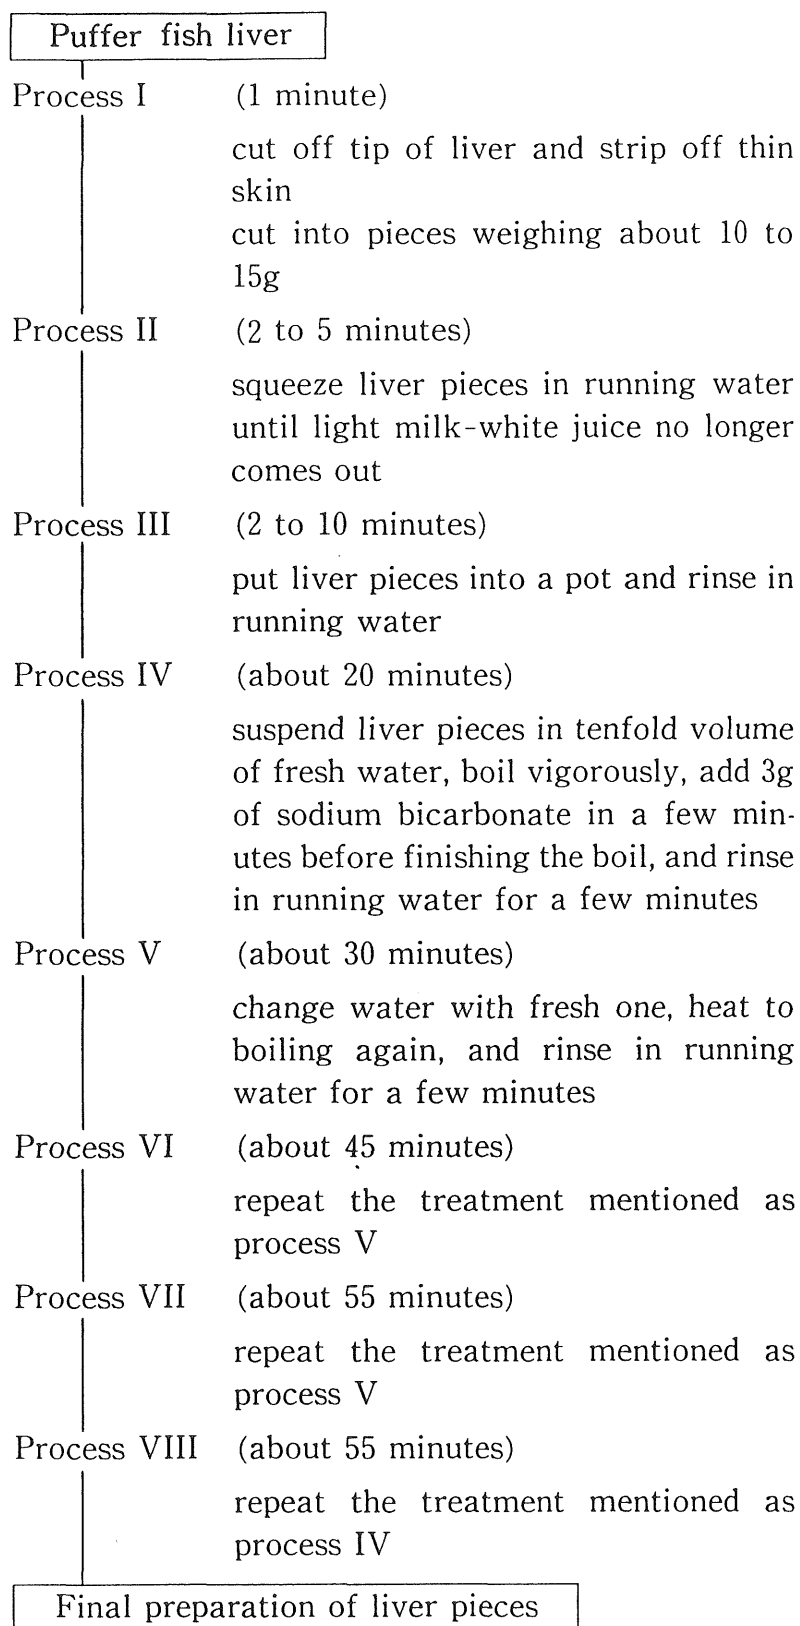 Puffer fish liver
Process I (1 minute)
cut off tip of liver and strip off thin
skin
cut into pieces weighing about 10 to
15g
Process II (2 to 5 minutes)
squeeze liver pieces in running water
until light milk-white juice no longer
comes out
Process III (2 to 10 minutes)
put liver pieces into a pot and rinse in
running water
Process IV (about 20 minutes)
suspend liver pieces in tenfold volume
of fresh water, boil vigorously, add 3g
of sodium bicarbonate in a few min-
utes before finishing the boil, and rinse
in running water for a few minutes
Process V (about 30 minutes)
change water with fresh one, heat to
boiling again, and rinse in running
water for a few minutes
Process VI (about 45 minutes)
repeat the treatment mentioned as
process V
Process VII (about 55 minutes)
repeat the treatment mentioned as
process V
Process VIII (about 55 minutes)
repeat the treatment mentioned as
process IV
Final preparation of liver pieces